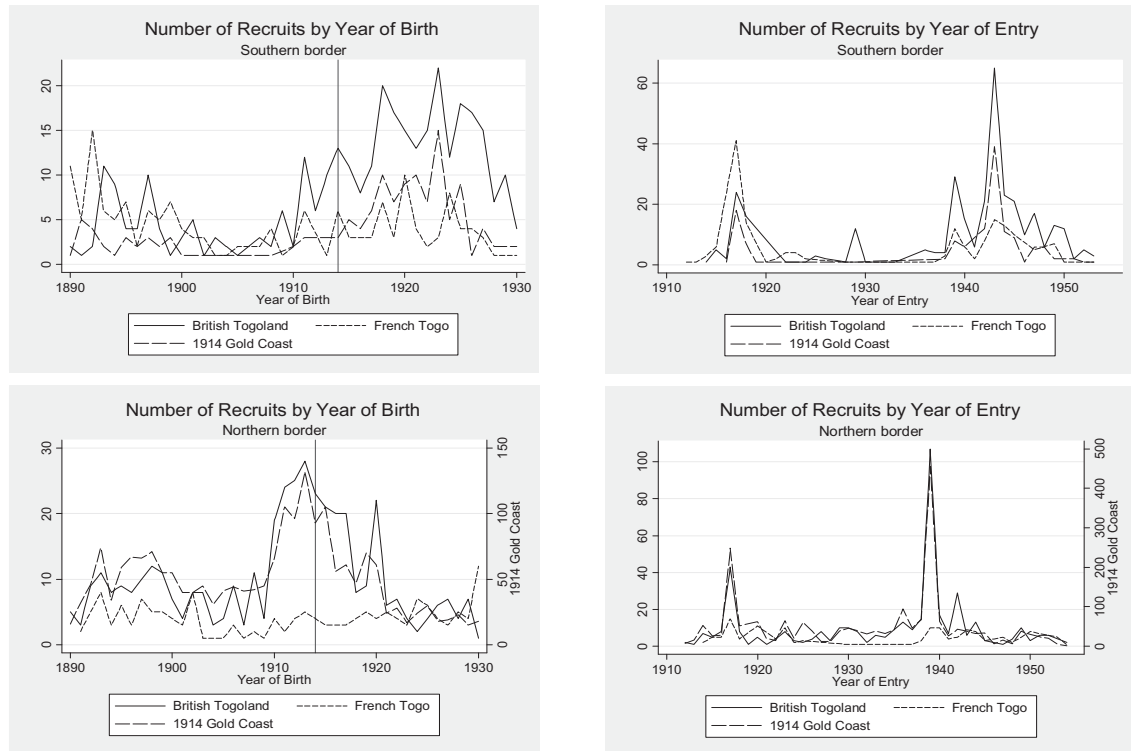 Number of Recruits by Year of Birth
Southern border
20
15
10
5
0
1890 1900 1910 1920 1930
Year of Birth
British Togoland French Togo
1914 Gold Coast
Number of Recruits by Year of Entry
Southern border
60
40
20
0
1910 1920 1930 1940 1950
Year of Entry
British Togoland French Togo
1914 Gold Coast
Number of Recruits by Year of Birth
Northern border
30
20
10
0
150
100
50
0
1914 Gold Coast
1890 1900 1910 1920 1930
Year of Birth
British Togoland French Togo
1914 Gold Coast
Number of Recruits by Year of Entry
Northern border
100
80
60
40
20
0
500
400
300
200
100
0
1914 Gold Coast
1910 1920 1930 1940 1950
Year of Entry
British Togoland French Togo
1914 Gold Coast